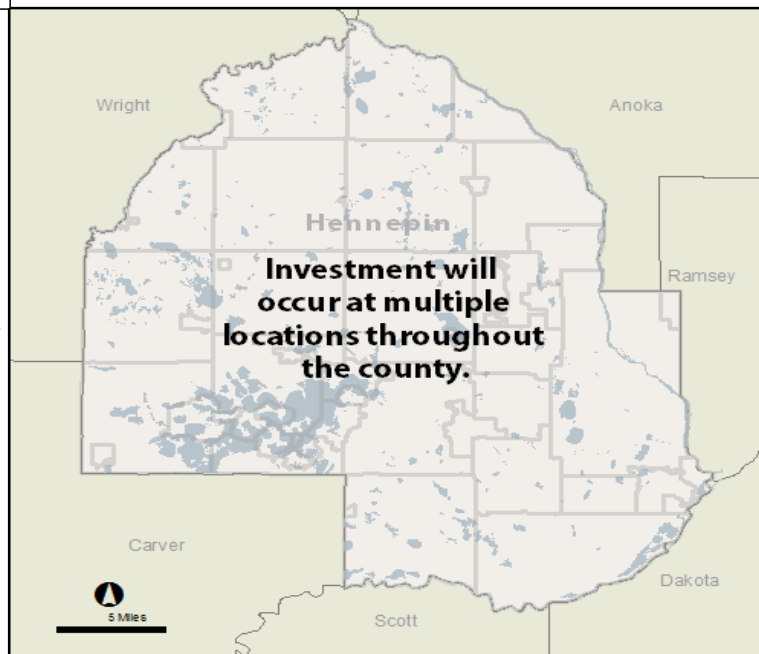 Wright
Anoka
Hennepin
Investment will
occur at multiple
locations throughout
the county.
Ramsey
Carver
Dakota
5 Miles
Scott